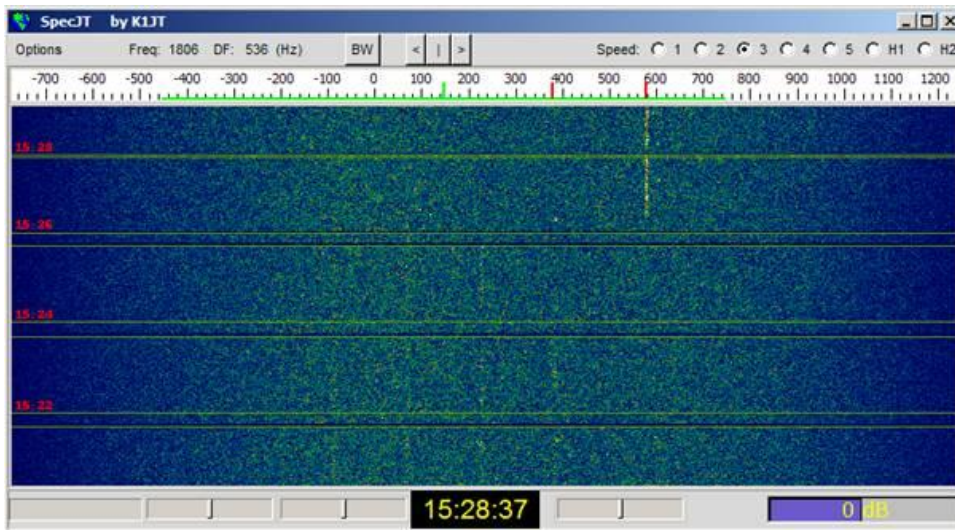 SpecJT by K1JT
Options Freq: 1806 DF: 536 (Hz) BW < | > Speed: 1 2 3 4 5 H1 H2
-700 -600 -500 -400 -300 -200 -100 0 100 200 300 400 500 600 700 800 900 1000 1100 1200
15:28
15:26
15:24
15:22
15:28:37 0 dB